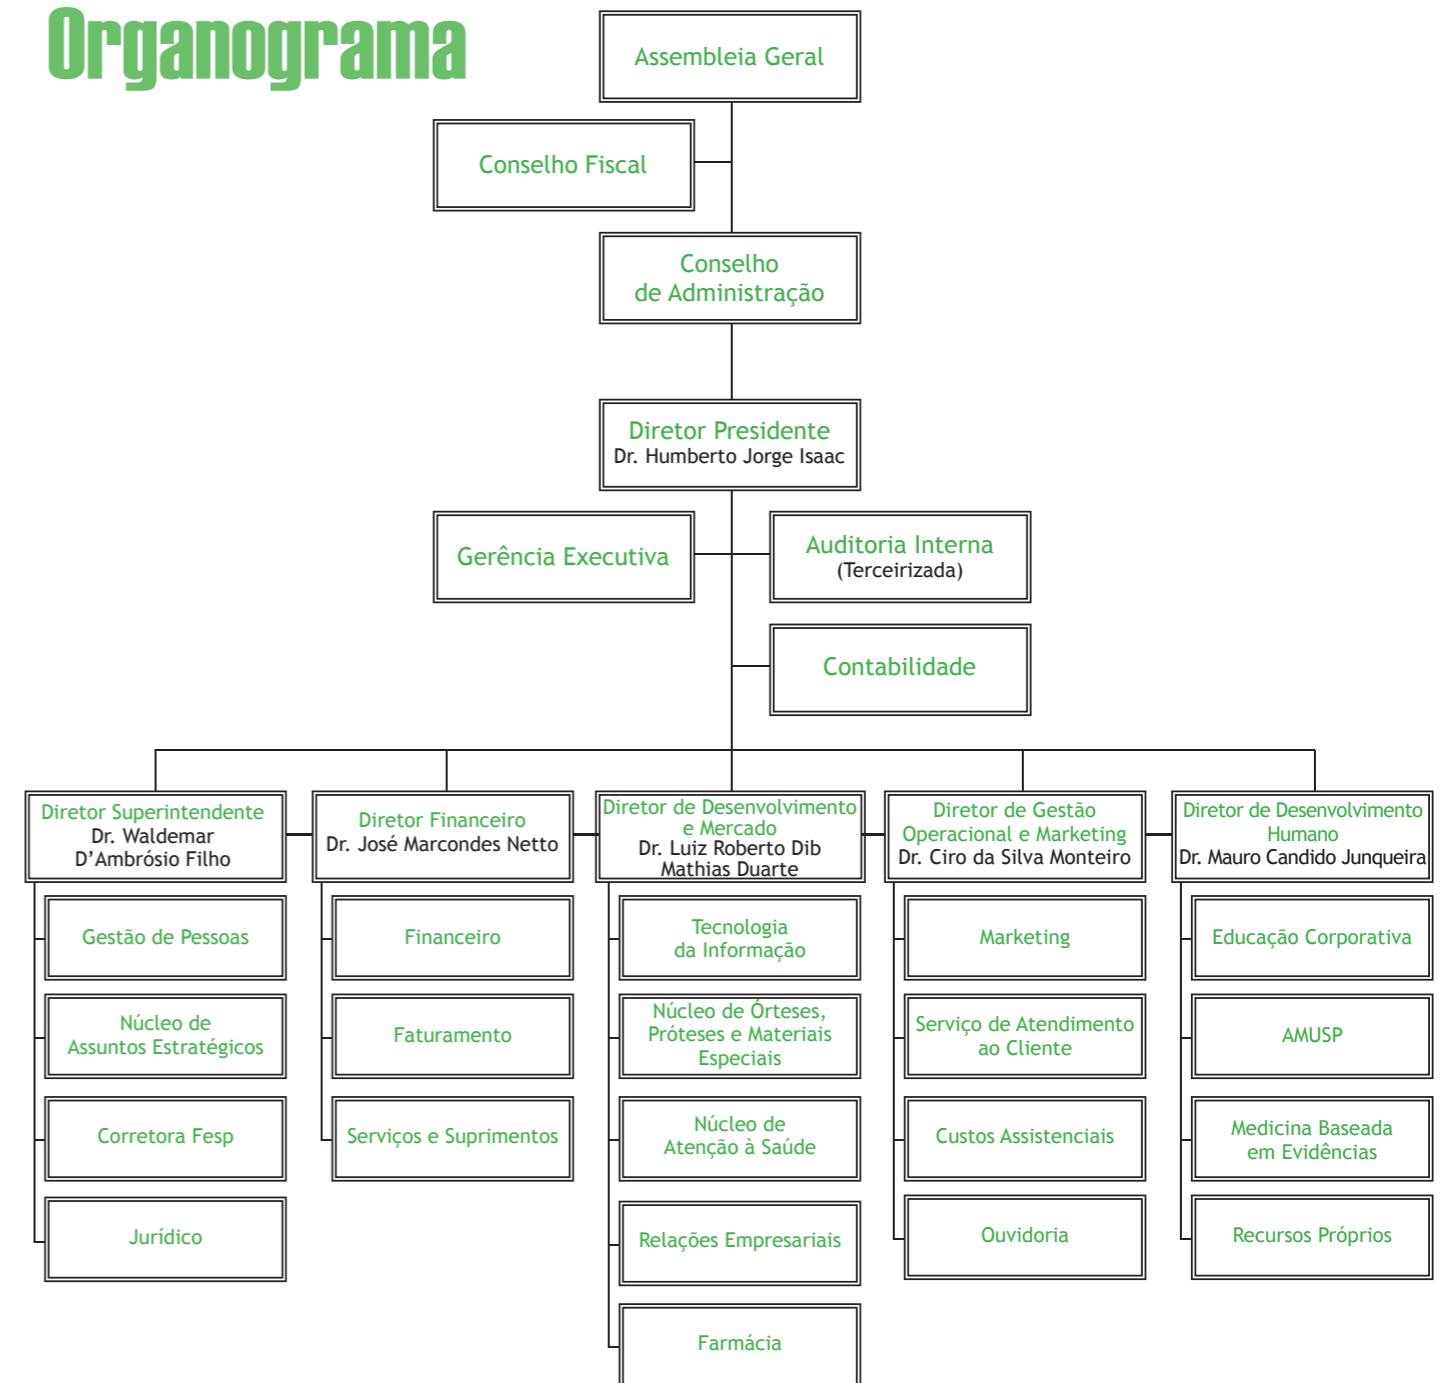 Organograma
Assembleia Geral
Conselho Fiscal
Conselho
de Administração
Diretor Presidente
Dr. Humberto Jorge Isaac
Gerência Executiva
Auditoria Interna
(Terceirizada)
Contabilidade
Diretor Superintendente
Dr. Waldemar
D’Ambrósio Filho
Diretor Financeiro
Dr. José Marcondes Netto
Diretor de Desenvolvimento
e Mercado
Dr. Luiz Roberto Dib
Mathias Duarte
Diretor de Gestão
Operacional e Marketing
Dr. Ciro da Silva Monteiro
Diretor de Desenvolvimento
Humano
Dr. Mauro Candido Junqueira
Gestão de Pessoas
Núcleo de
Assuntos Estratégicos
Corretora Fesp
Jurídico
Financeiro
Faturamento
Serviços e Suprimentos
Tecnologia
da Informação
Núcleo de Órteses,
Próteses e Materiais
Especiais
Núcleo de
Atenção à Saúde
Relações Empresariais
Farmácia
Marketing
Serviço de Atendimento
ao Cliente
Custos Assistenciais
Ouvidoria
Educação Corporativa
AMUSP
Medicina Baseada
em Evidências
Recursos Próprios